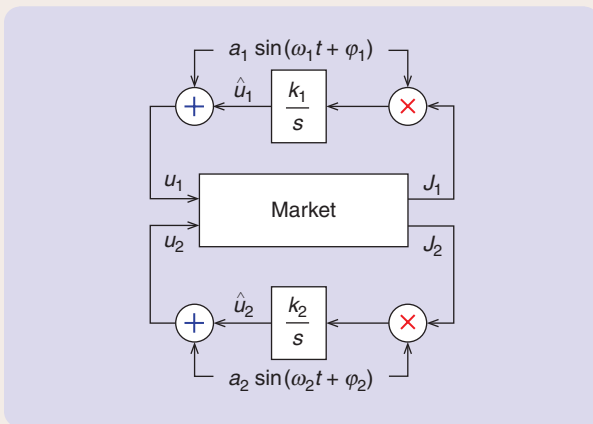 a₁ sin(ω₁t + φ₁)
+
û₁
k₁
s
×
u₁
J₁
Market
u₂
J₂
+
û₂
k₂
s
×
a₂ sin(ω₂t + φ₂)